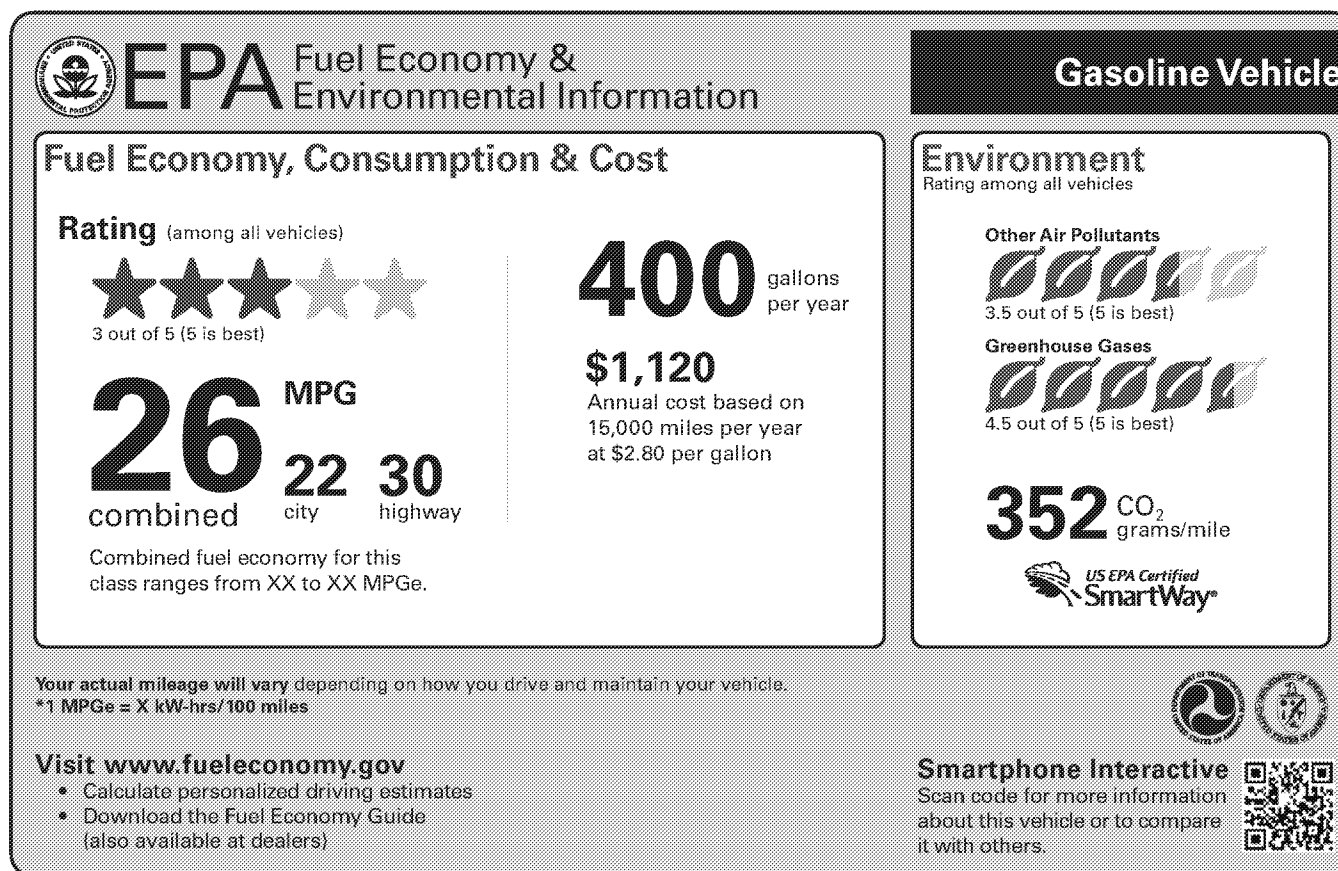 EPA
Fuel Economy &
Environmental Information
Gasoline Vehicle
Fuel Economy, Consumption & Cost
Rating (among all vehicles)
3 out of 5 (5 is best)
26
combined
MPG
22
city
30
highway
Combined fuel economy for this
class ranges from XX to XX MPGe.
400
gallons
per year
$1,120
Annual cost based on
15,000 miles per year
at $2.80 per gallon
Environment
Rating among all vehicles
Other Air Pollutants
3.5 out of 5 (5 is best)
Greenhouse Gases
4.5 out of 5 (5 is best)
352 CO₂
grams/mile
US EPA Certified
SmartWay®
Your actual mileage will vary depending on how you drive and maintain your vehicle.
*1 MPGe = X kW-hrs/100 miles
Visit www.fueleconomy.gov
• Calculate personalized driving estimates
• Download the Fuel Economy Guide
(also available at dealers)
Smartphone Interactive
Scan code for more information
about this vehicle or to compare
it with others.